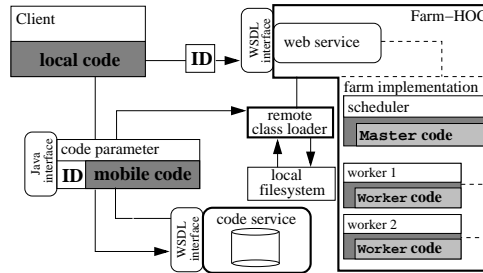 Client
local code
ID
WSDL
interface
Farm-HOC
web service
farm implementation
scheduler
Master code
worker 1
Worker code
worker 2
Worker code
remote
class loader
local
filesystem
Java
interface
code parameter
ID
mobile code
WSDL
interface
code service